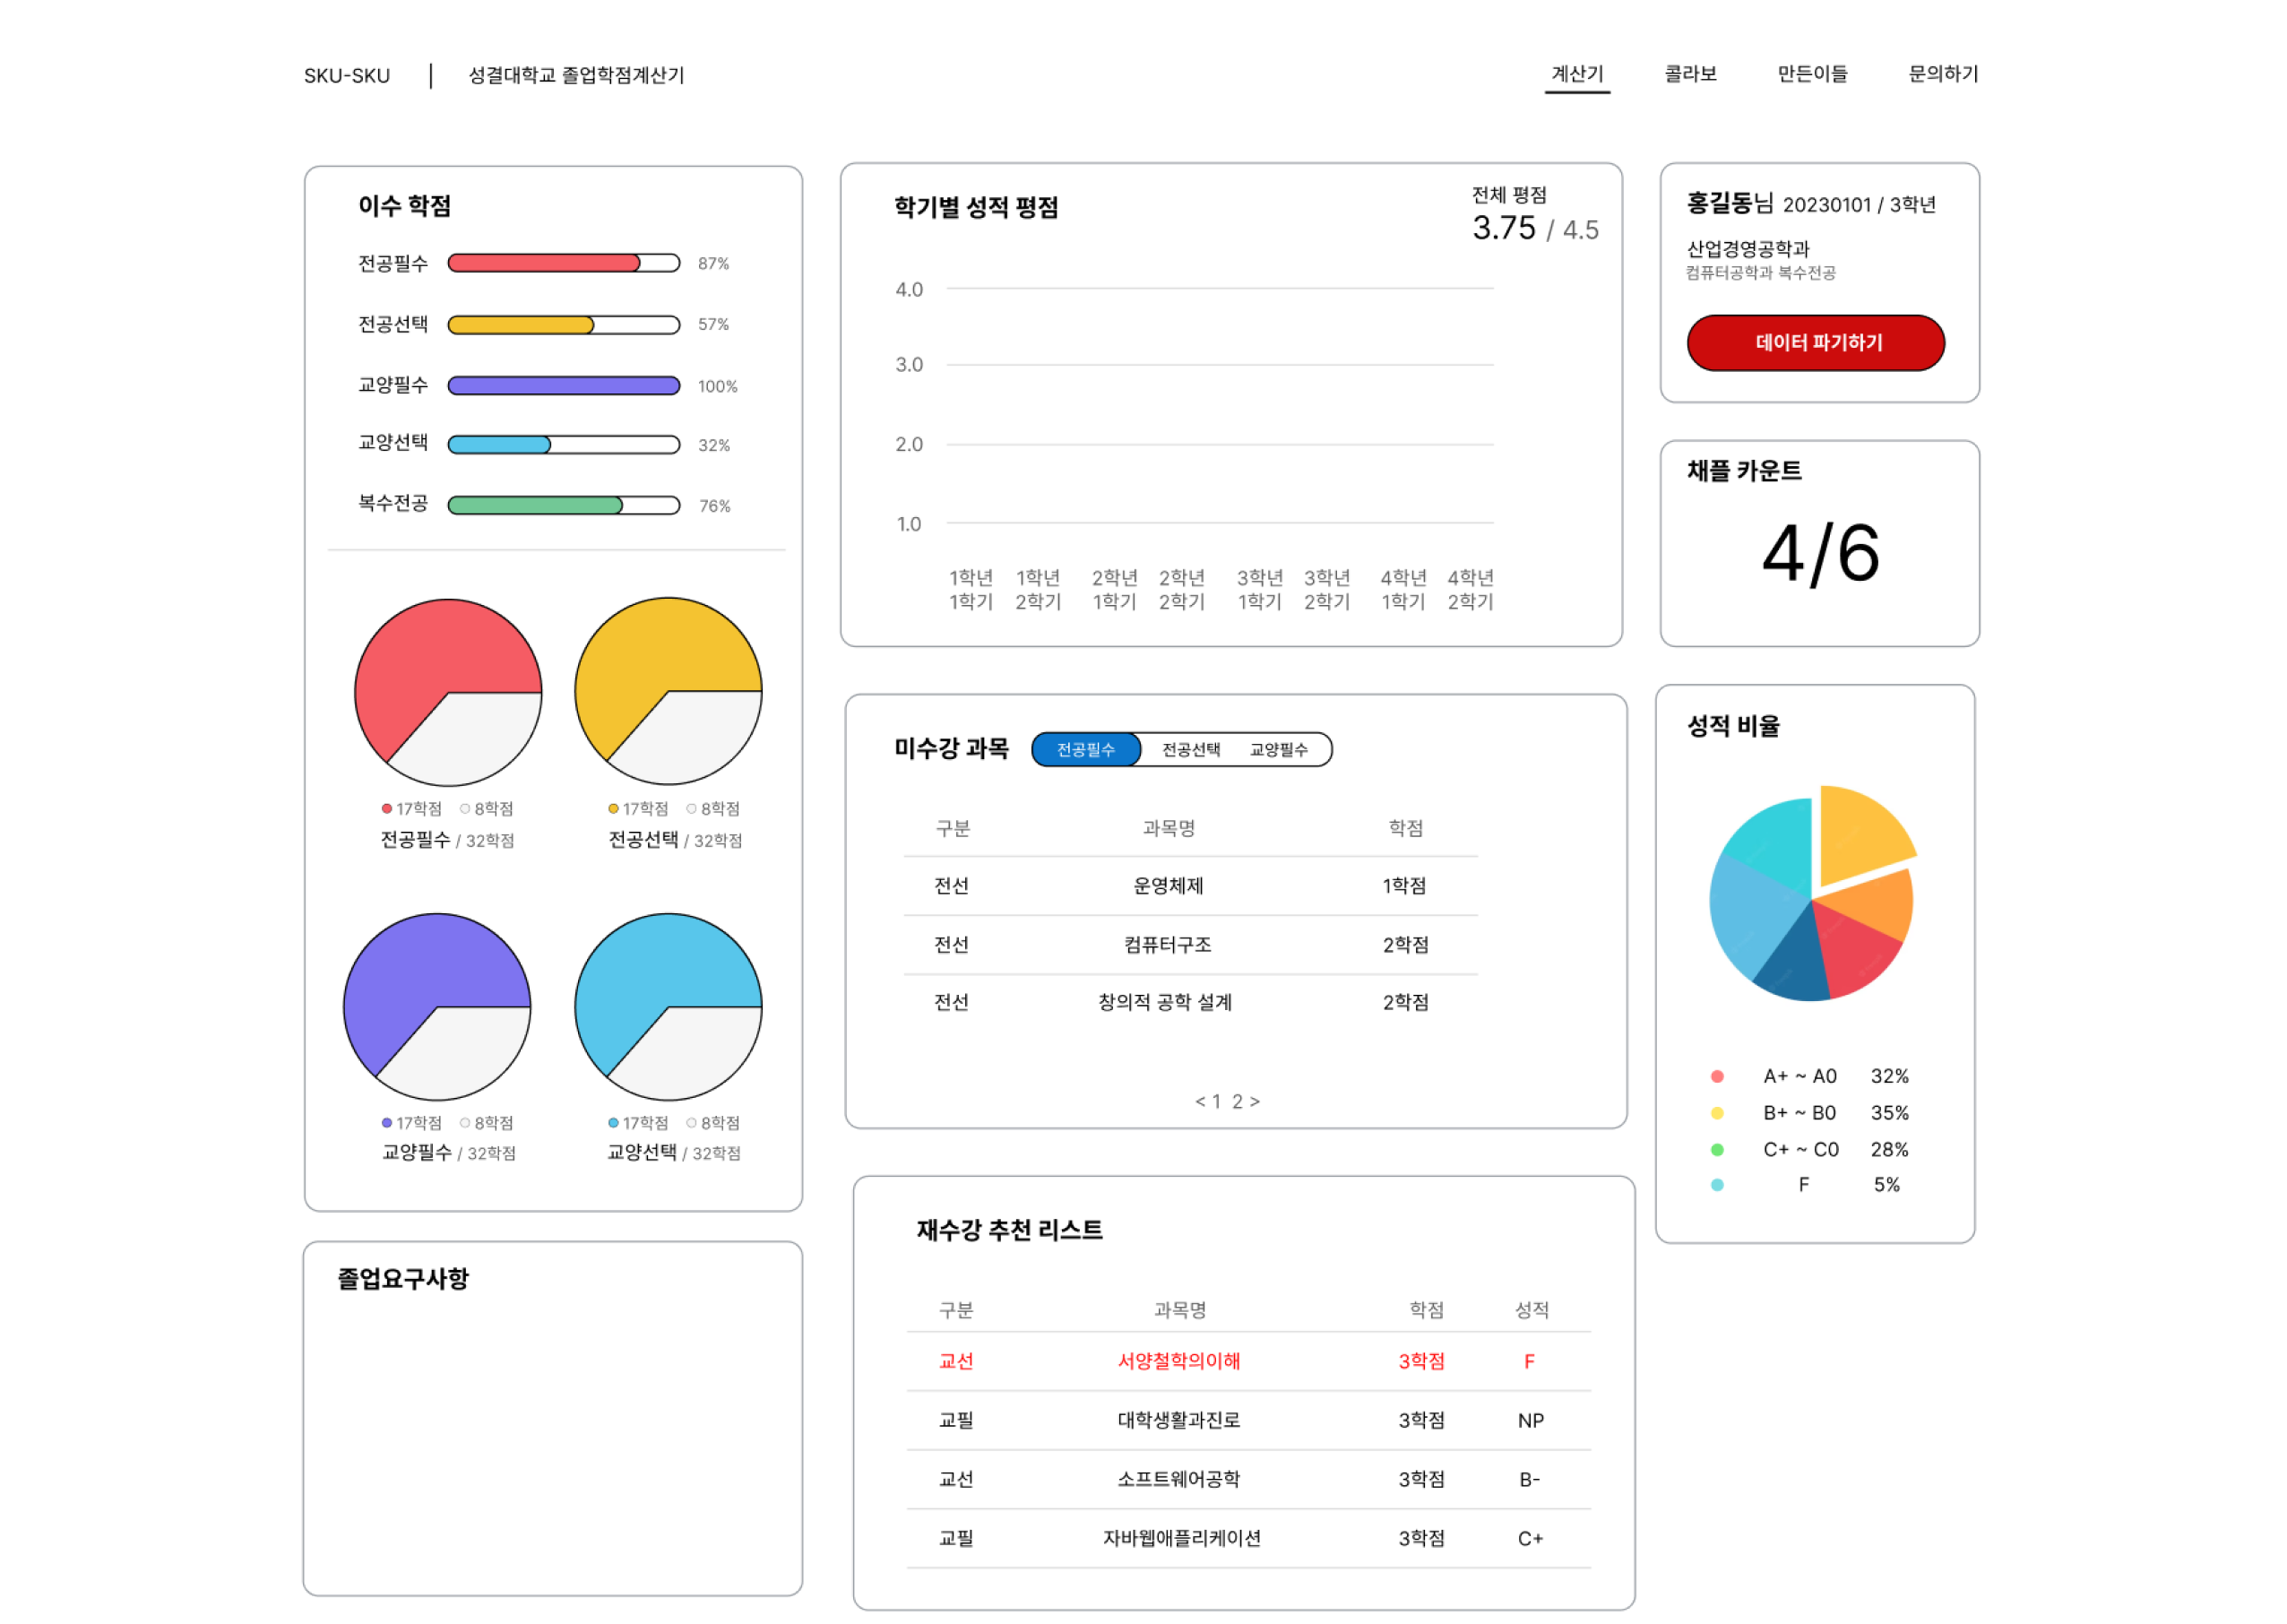 SKU-SKU | 성결대학교 졸업학점계산기
계산기 콜라보 만든이들 문의하기
이수 학점
전공필수 87%
전공선택 57%
교양필수 100%
교양선택 32%
복수전공 76%
17학점 8학점
전공필수 / 32학점
17학점 8학점
전공선택 / 32학점
17학점 8학점
교양필수 / 32학점
17학점 8학점
교양선택 / 32학점
졸업요구사항
학기별 성적 평점
전체 평점
3.75 / 4.5
4.0
3.0
2.0
1.0
1학년 1학년 2학년 2학년 3학년 3학년 4학년 4학년
1학기 2학기 1학기 2학기 1학기 2학기 1학기 2학기
미수강 과목 전공필수 전공선택 교양필수
구분 과목명 학점
전선 운영체제 1학점
전선 컴퓨터구조 2학점
전선 창의적 공학 설계 2학점
< 1 2 >
재수강 추천 리스트
구분 과목명 학점 성적
교선 서양철학의이해 3학점 F
교필 대학생활과진로 3학점 NP
교선 소프트웨어공학 3학점 B-
교필 자바웹애플리케이션 3학점 C+
홍길동님 20230101 / 3학년
산업경영공학과
컴퓨터공학과 복수전공
데이터 파기하기
채플 카운트
4/6
성적 비율
A+ ~ A0 32%
B+ ~ B0 35%
C+ ~ C0 28%
F 5%